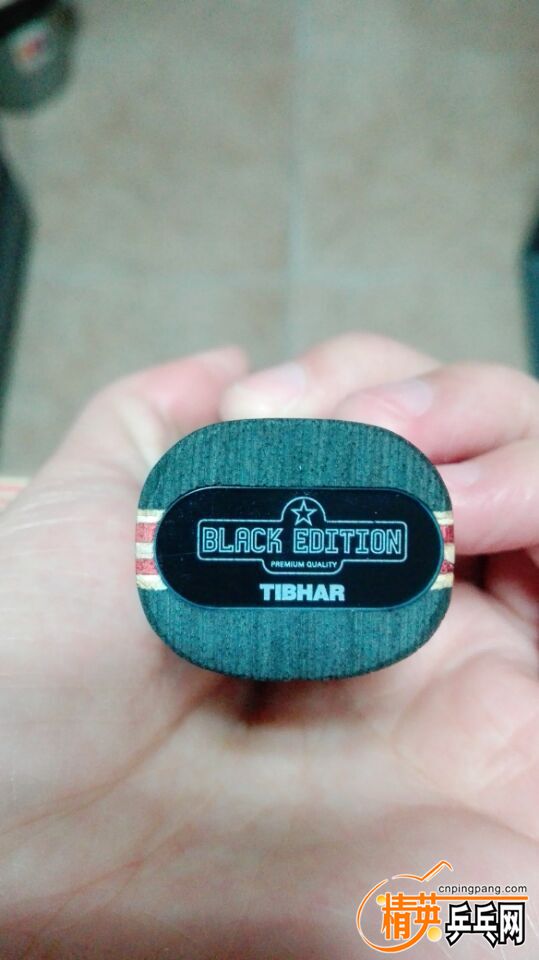 BLACK EDITION
PREMIUM QUALITY
TIBHAR
cnpingpang.com
精英乒乓网